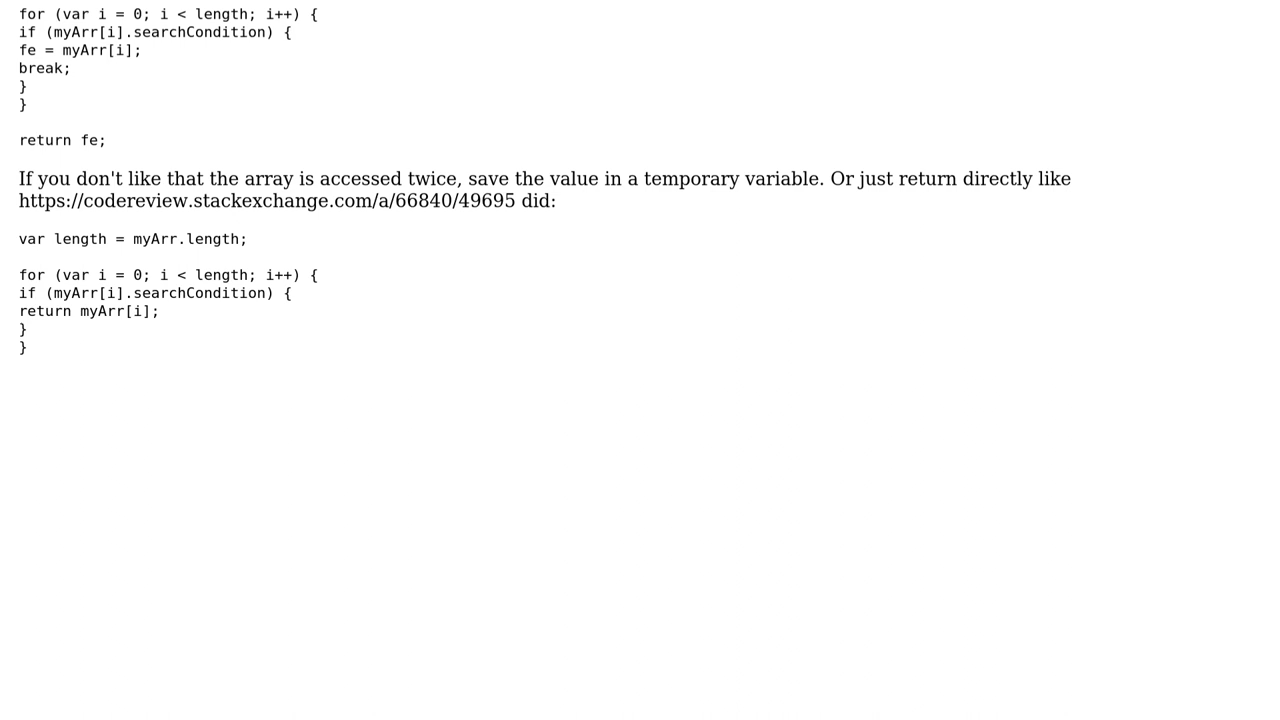 for (var i = 0; i < length; i++) {
if (myArr[i].searchCondition) {
fe = myArr[i];
break;
}
}

return fe;

If you don't like that the array is accessed twice, save the value in a temporary variable. Or just return directly like
https://codereview.stackexchange.com/a/66840/49695 did:

var length = myArr.length;

for (var i = 0; i < length; i++) {
if (myArr[i].searchCondition) {
return myArr[i];
}
}